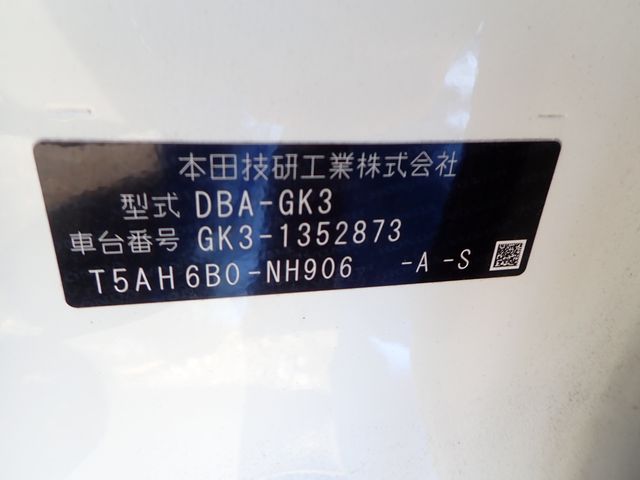 本田技研工業株式会社
型式 DBA-GK3
車台番号 GK3-1352873
T5AH6B0-NH906 -A -S